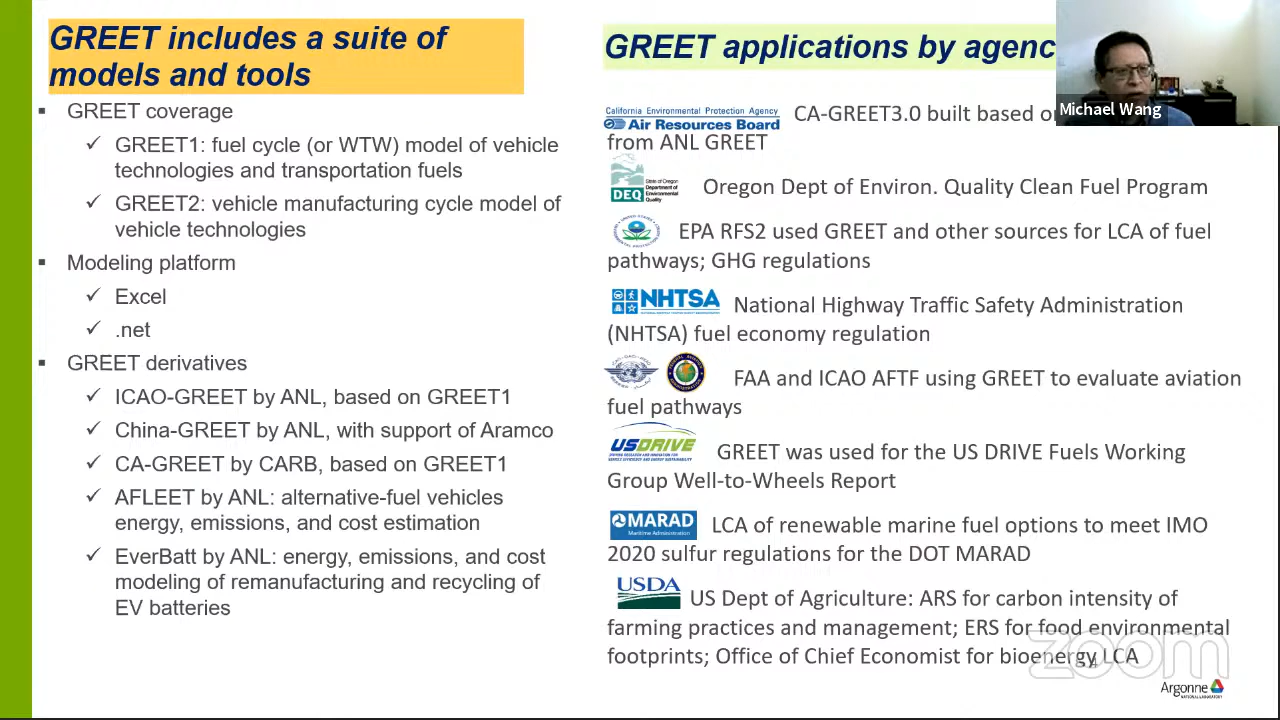 GREET includes a suite of
models and tools
▪ GREET coverage
✓ GREET1: fuel cycle (or WTW) model of vehicle
technologies and transportation fuels
✓ GREET2: vehicle manufacturing cycle model of
vehicle technologies
▪ Modeling platform
✓ Excel
✓ .net
▪ GREET derivatives
✓ ICAO-GREET by ANL, based on GREET1
✓ China-GREET by ANL, with support of Aramco
✓ CA-GREET by CARB, based on GREET1
✓ AFLEET by ANL: alternative-fuel vehicles
energy, emissions, and cost estimation
✓ EverBatt by ANL: energy, emissions, and cost
modeling of remanufacturing and recycling of
EV batteries
GREET applications by agenc
Michael Wang
California Environmental Protection Agency
Air Resources Board
CA-GREET3.0 built based
from ANL GREET
State of Oregon
Department of
Environmental
Quality
DEQ
Oregon Dept of Environ. Quality Clean Fuel Program
EPA RFS2 used GREET and other sources for LCA of fuel
pathways; GHG regulations
NHTSA
National Highway Traffic Safety Administration
(NHTSA) fuel economy regulation
FAA and ICAO AFTF using GREET to evaluate aviation
fuel pathways
USDRIVE
GREET was used for the US DRIVE Fuels Working
Group Well-to-Wheels Report
MARAD
Maritime Administration
LCA of renewable marine fuel options to meet IMO
2020 sulfur regulations for the DOT MARAD
USDA
US Dept of Agriculture: ARS for carbon intensity of
farming practices and management; ERS for food environmental
footprints; Office of Chief Economist for bioenergy LCA
zoom
4
Argonne
NATIONAL LABORATORY